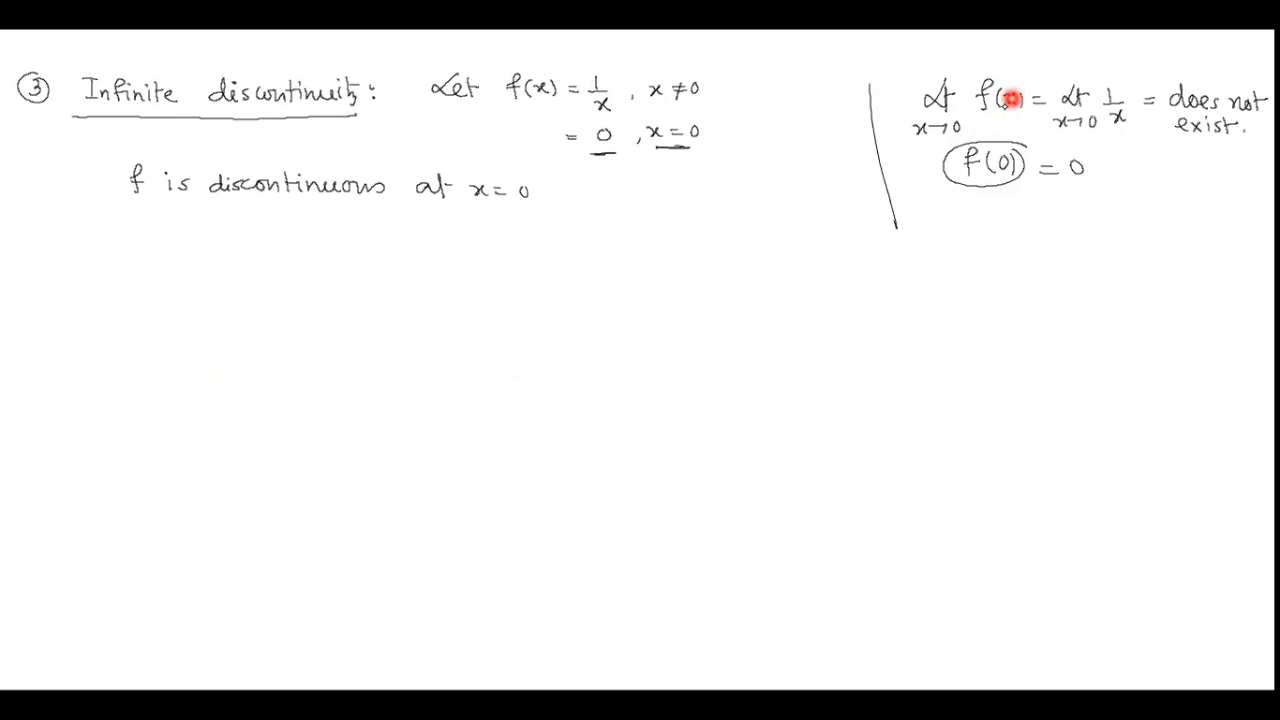 ③ Infinite discontinuity: Let f(x) = 1/x, x ≠ 0
= 0, x = 0
f is discontinuous at x = 0
Lt x→0 f( ) = Lt x→0 1/x = does not exist.
f(0) = 0